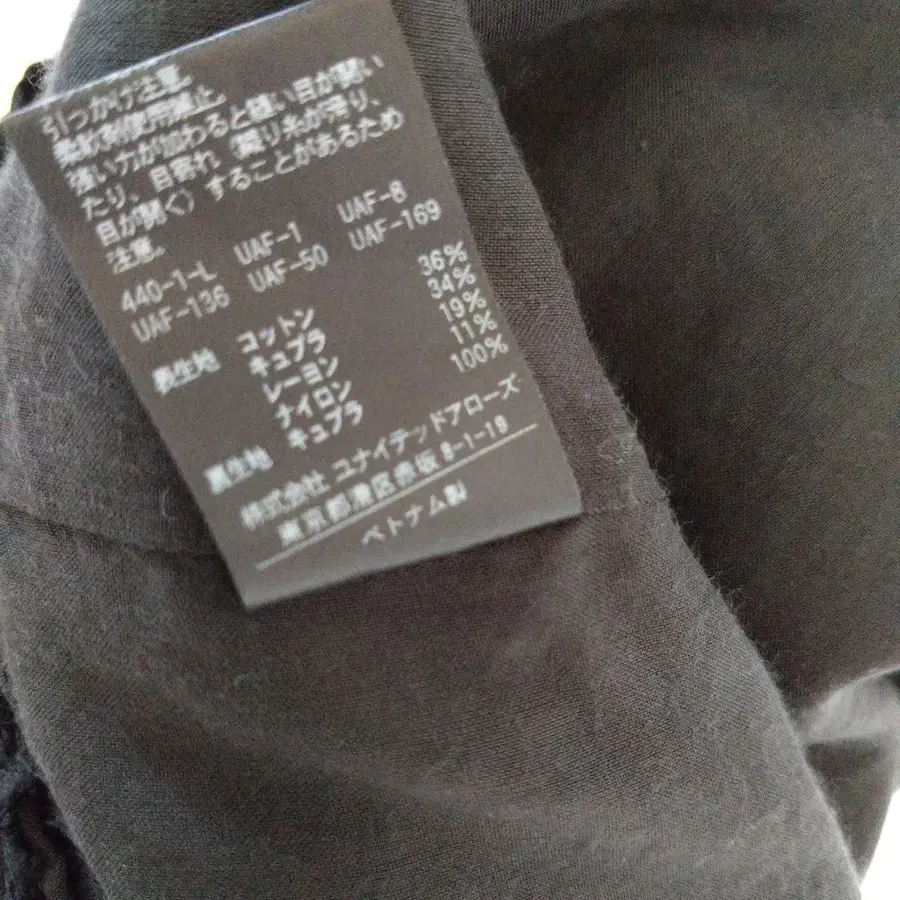 引っかけ注意.
柔軟剤使用禁止.
強い力が加わると縫い目が開い
たり、目寄れ（織り糸が滑り、
目が開く）することがあるため
注意.
440-1-L UAF-1 UAF-8
UAF-136 UAF-50 UAF-169
表生地 コットン 36%
キュプラ 34%
レーヨン 19%
ナイロン 11%
裏生地 キュプラ 100%
株式会社 ユナイテッドアローズ
東京都港区赤坂 8-1-19
ベトナム製